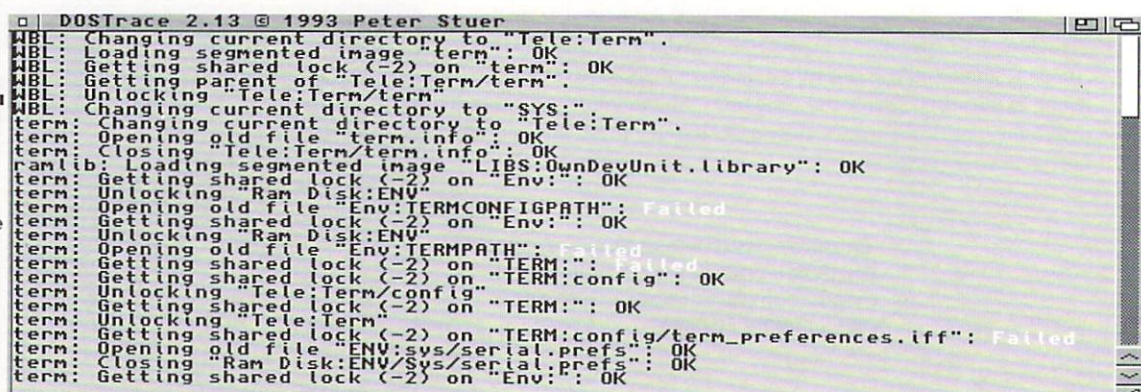 DOSTrace 2.13 © 1993 Peter Stuer
WBL: Changing current directory to "Tele:Term".
WBL: Loading segmented image "term": OK
WBL: Getting shared lock (-2) on "term": OK
WBL: Getting parent of "Tele:Term/term".
WBL: Unlocking "Tele:Term/term"
WBL: Changing current directory to "SYS:".
term: Changing current directory to "Tele:Term".
term: Opening old file "term.info": OK
term: Closing "Tele:Term/term.info": OK
ramlib: Loading segmented image "LIBS:OwnDevUnit.library": OK
term: Getting shared lock (-2) on "Env:": OK
term: Unlocking "Ram Disk:ENV"
term: Opening old file "Env:TERMCONFIGPATH": Failed
term: Getting shared lock (-2) on "Env:": OK
term: Unlocking "Ram Disk:ENV"
term: Opening old file "Env:TERMPATH": Failed
term: Getting shared lock (-2) on "TERM:": Failed
term: Getting shared lock (-2) on "TERM:config": OK
term: Unlocking "Tele:Term/config"
term: Getting shared lock (-2) on "TERM:": OK
term: Unlocking "Tele:Term"
term: Getting shared lock (-2) on "TERM:config/term_preferences.iff": Failed
term: Opening old file "ENV:sys/serial.prefs": OK
term: Closing "Ram Disk:ENV/Sys/serial.prefs": OK
term: Getting shared lock (-2) on "Env:": OK